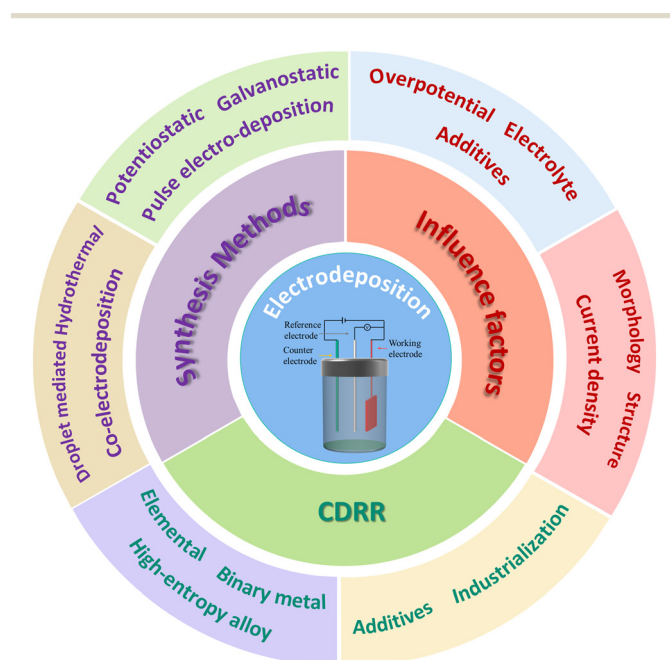 Potentiostatic Galvanostatic
Pulse electro-deposition
Overpotential Electrolyte
Additives
Droplet mediated Hydrothermal
Co-electrodeposition
Synthesis Methods
Influence factors
Morphology Structure
Current density
Electrodeposition
Reference
electrode
Counter
electrode
V
Working
electrode
CDRR
Elemental Binary metal
High-entropy alloy
Additives Industrialization